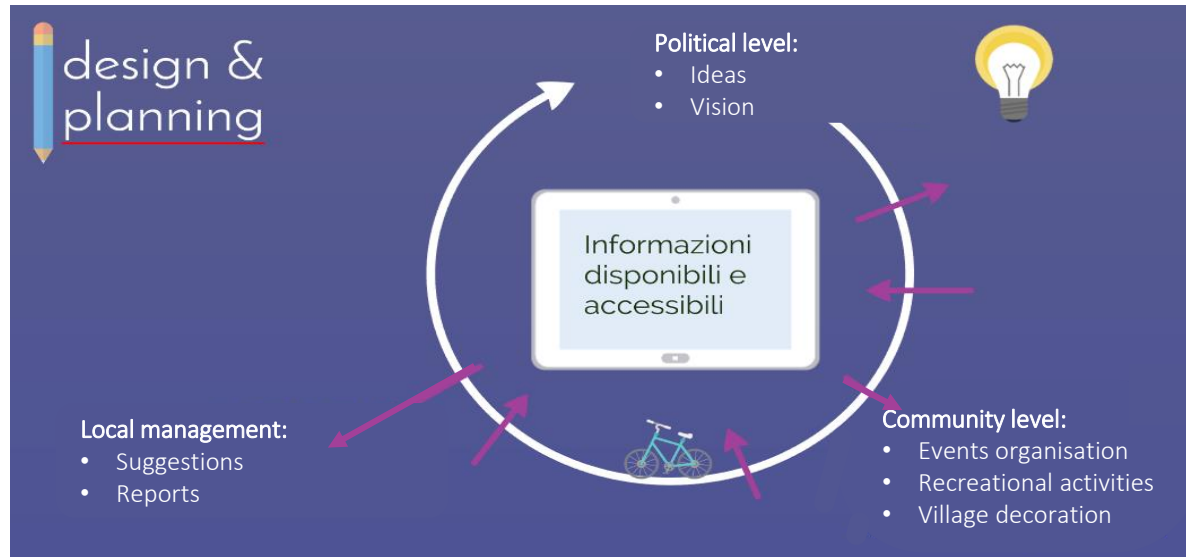 design &
planning
Political level:
• Ideas
• Vision
Informazioni
disponibili e
accessibili
Local management:
• Suggestions
• Reports
Community level:
• Events organisation
• Recreational activities
• Village decoration